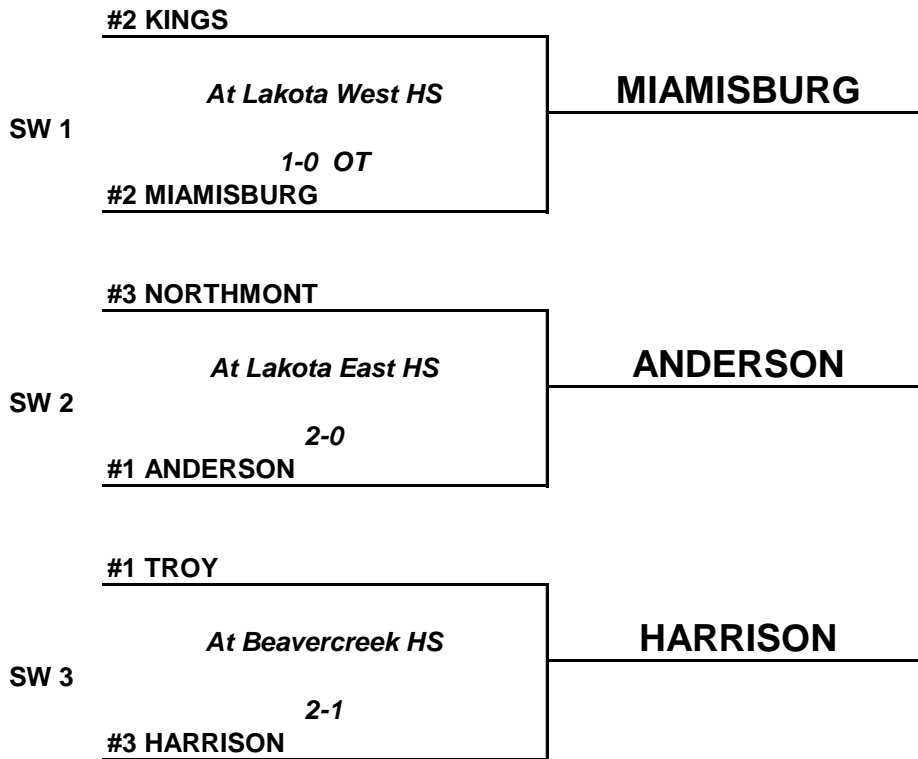 #2 KINGS
At Lakota West HS
MIAMISBURG
SW 1
1-0 OT
#2 MIAMISBURG
#3 NORTHMONT
At Lakota East HS
ANDERSON
SW 2
2-0
#1 ANDERSON
#1 TROY
At Beavercreek HS
HARRISON
SW 3
2-1
#3 HARRISON